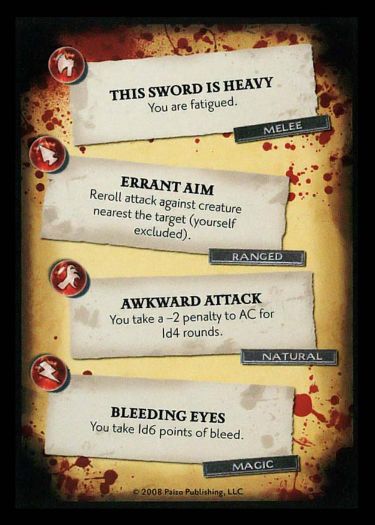 THIS SWORD IS HEAVY
You are fatigued.
MELEE
ERRANT AIM
Reroll attack against creature
nearest the target (yourself
excluded).
RANGED
AWKWARD ATTACK
You take a –2 penalty to AC for
1d4 rounds.
NATURAL
BLEEDING EYES
You take 1d6 points of bleed.
MAGIC
© 2008 Paizo Publishing, LLC